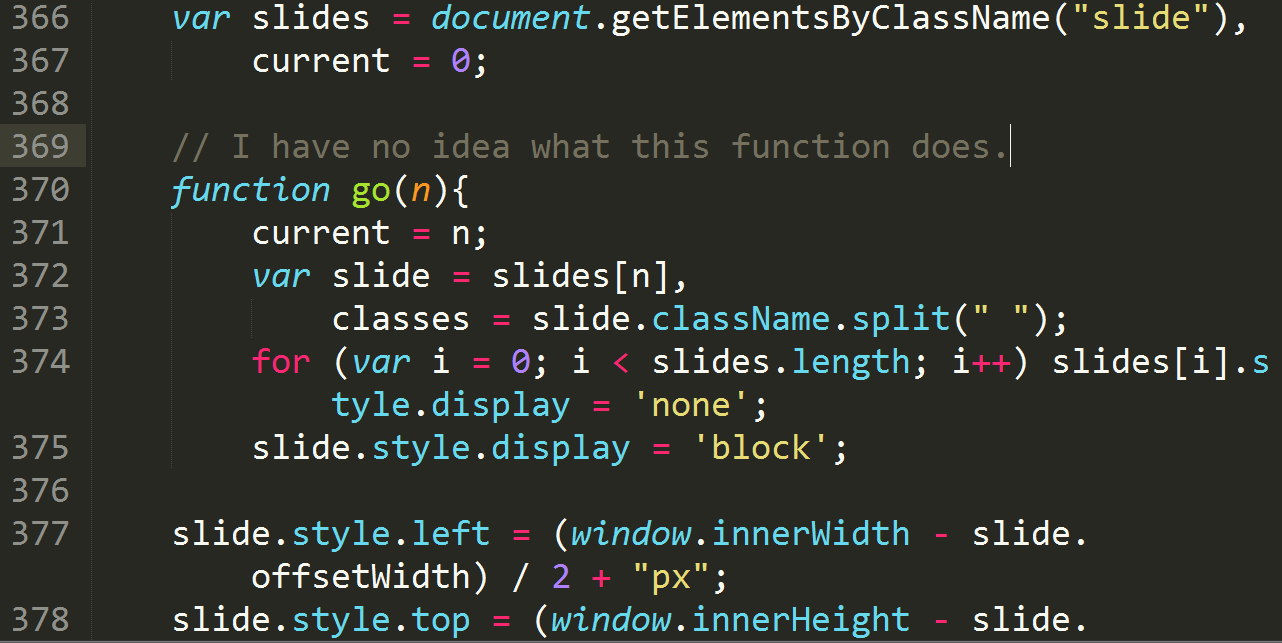 366 var slides = document.getElementsByClassName("slide"),
367 current = 0;
368
369 // I have no idea what this function does.
370 function go(n){
371 current = n;
372 var slide = slides[n],
373 classes = slide.className.split(" ");
374 for (var i = 0; i < slides.length; i++) slides[i].s
tyle.display = 'none';
375 slide.style.display = 'block';
376
377 slide.style.left = (window.innerWidth - slide.
offsetWidth) / 2 + "px";
378 slide.style.top = (window.innerHeight - slide.